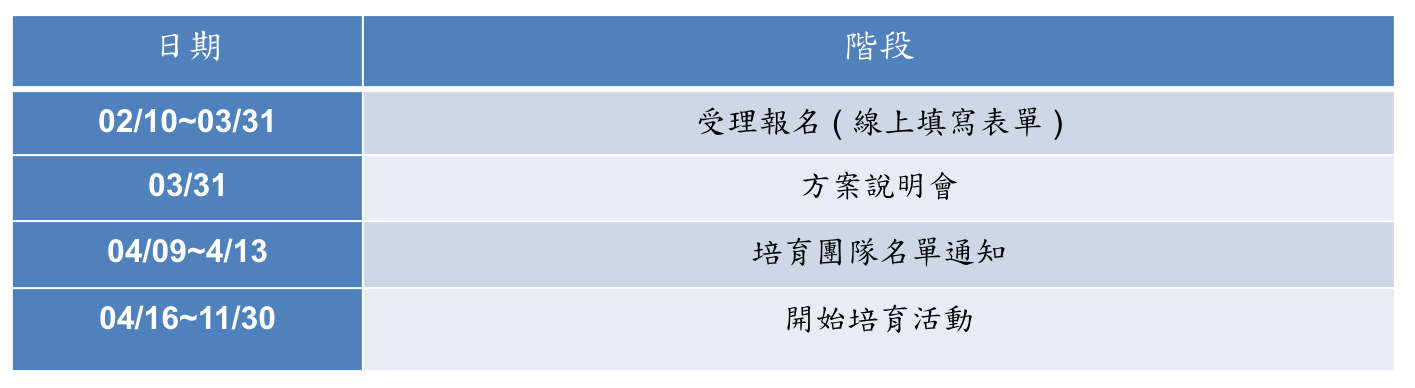 日期 階段
02/10~03/31 受理報名 ( 線上填寫表單 )
03/31 方案說明會
04/09~4/13 培育團隊名單通知
04/16~11/30 開始培育活動